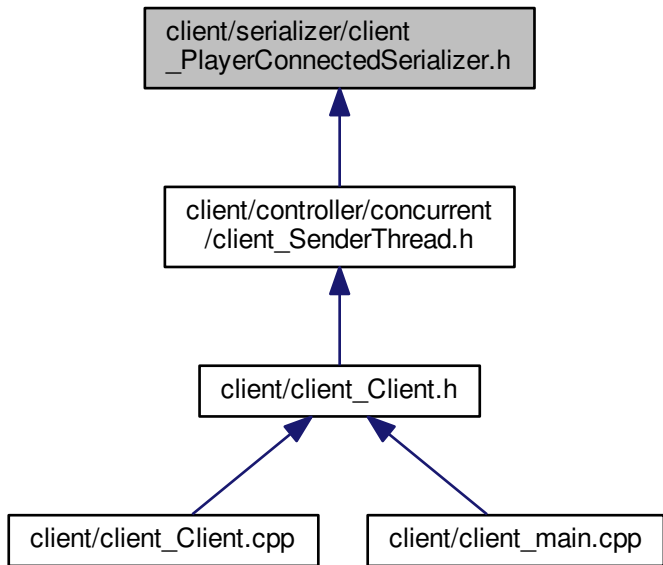 client/serializer/client
_PlayerConnectedSerializer.h
client/controller/concurrent
/client_SenderThread.h
client/client_Client.h
client/client_Client.cpp
client/client_main.cpp